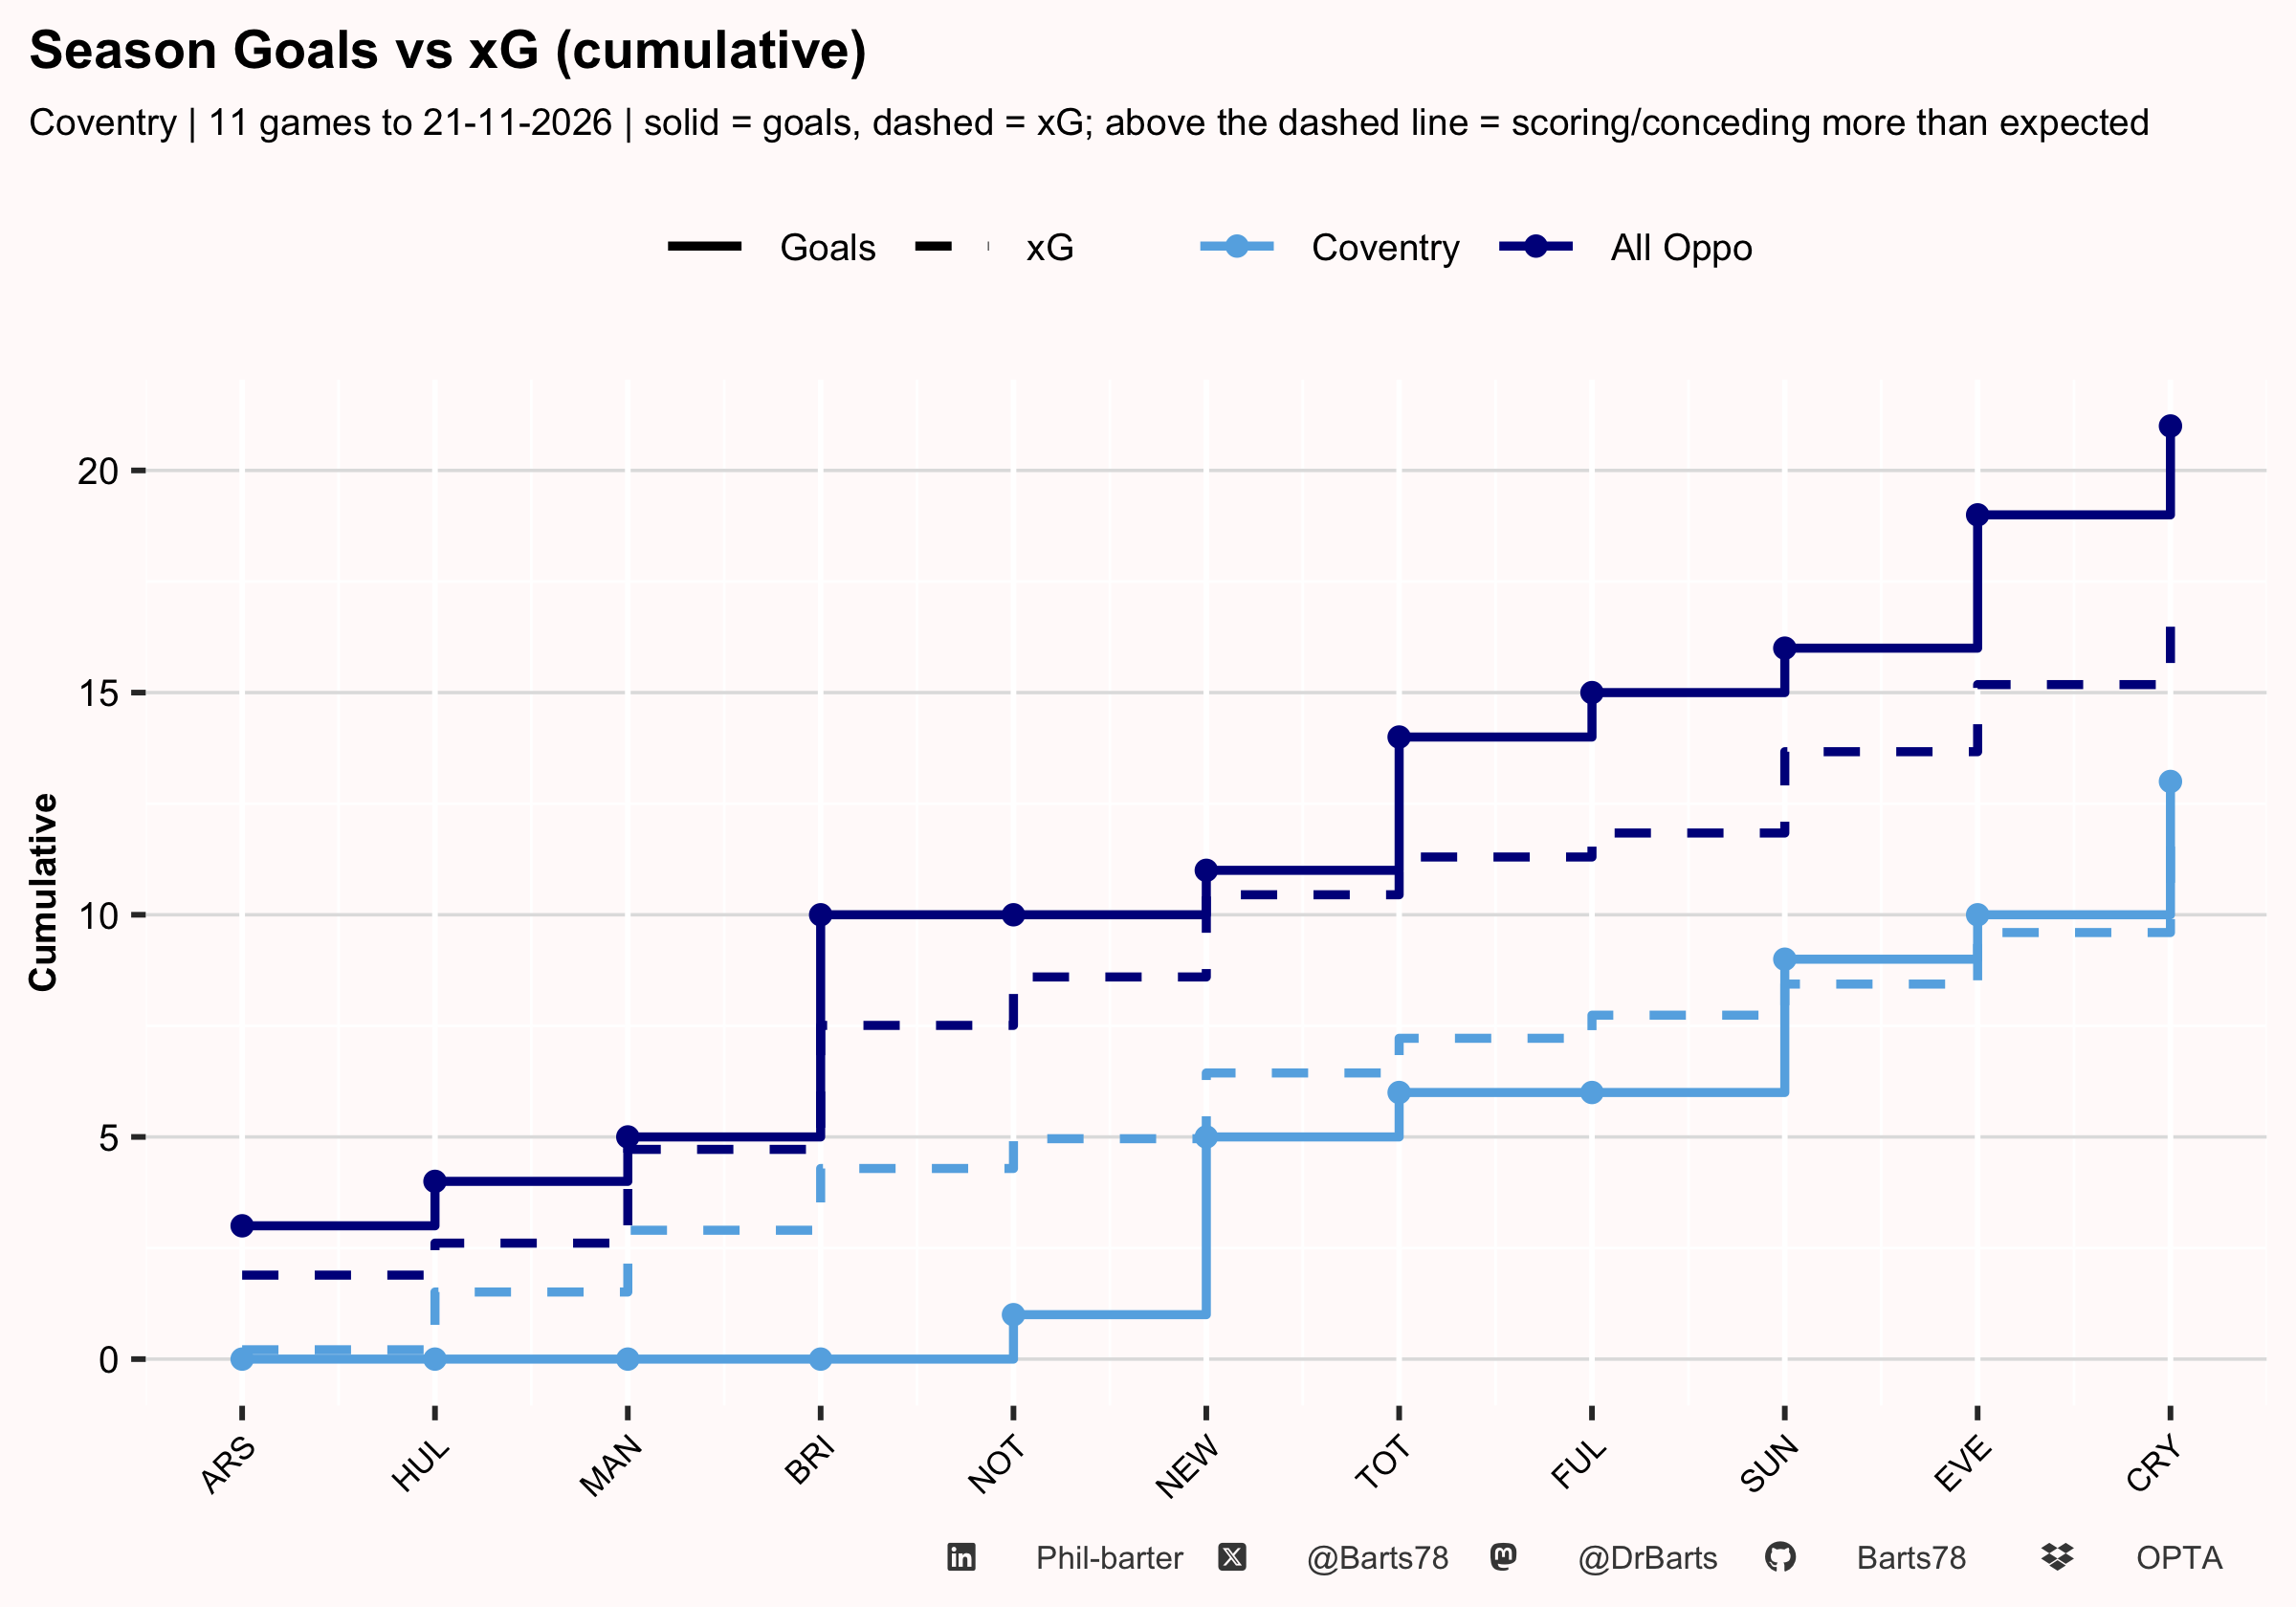 Season Goals vs xG (cumulative)
Coventry | 11 games to 21-11-2026 | solid = goals, dashed = xG; above the dashed line = scoring/conceding more than expected
Goals xG Coventry All Oppo
Cumulative
20
15
10
5
0
ARS HUL MAN BRI NOT NEW TOT FUL SUN EVE CRY
Phil-barter @Barts78 @DrBarts Barts78 OPTA